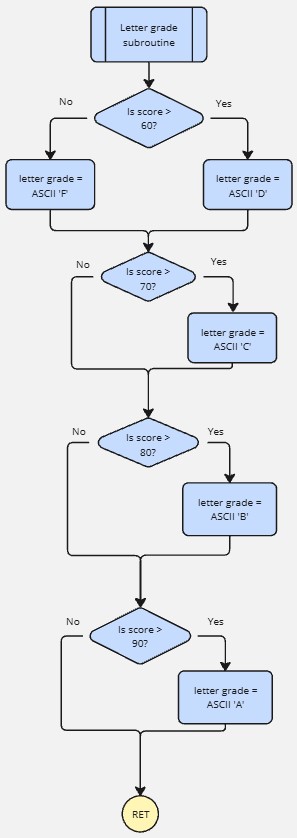 Letter grade
subroutine
Is score >
60?
No
Yes
letter grade =
ASCII 'F'
letter grade =
ASCII 'D'
Is score >
70?
No
Yes
letter grade =
ASCII 'C'
Is score >
80?
No
Yes
letter grade =
ASCII 'B'
Is score >
90?
No
Yes
letter grade =
ASCII 'A'
RET